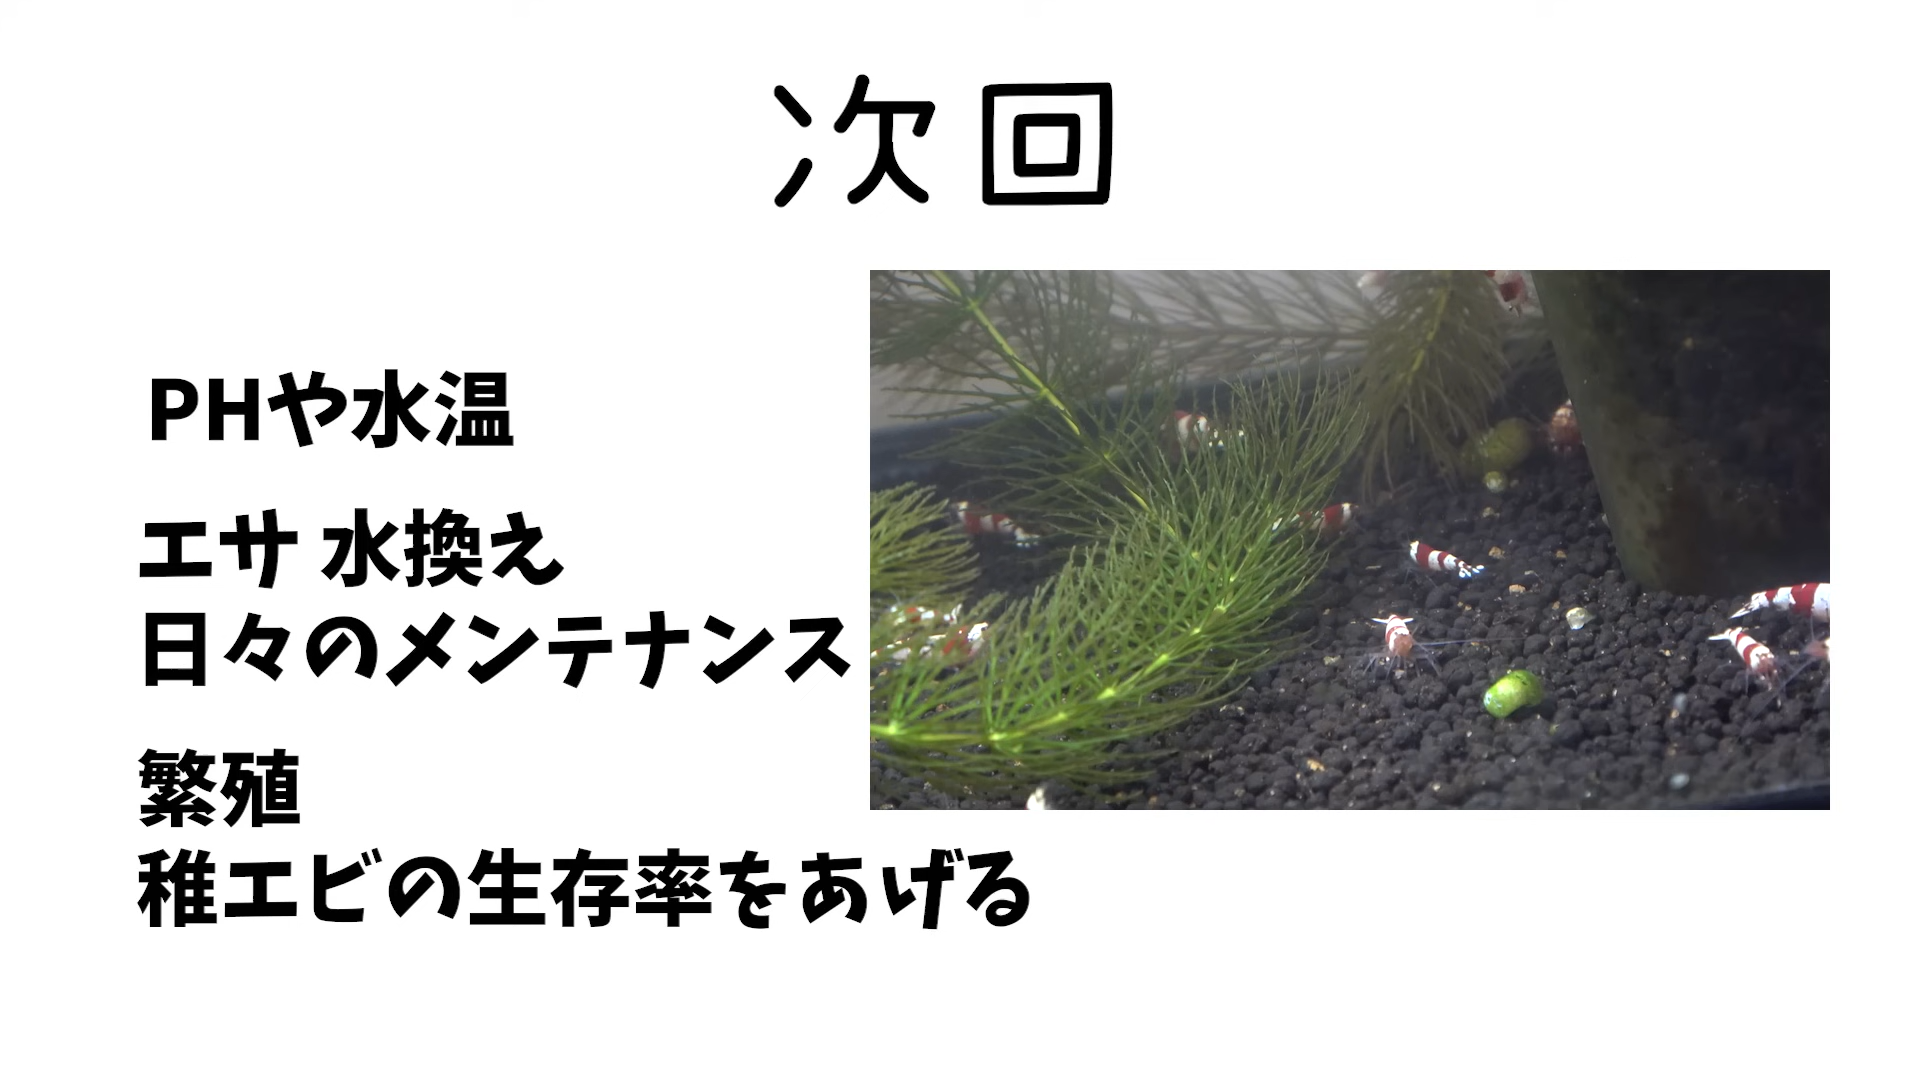 次回
PHや水温
エサ 水換え
日々のメンテナンス
繁殖
稚エビの生存率をあげる